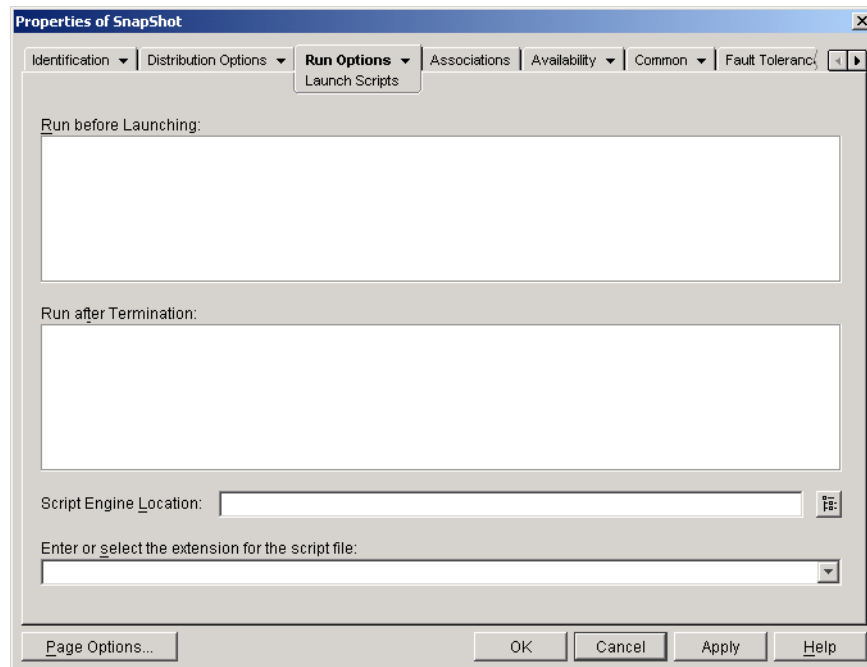 Properties of SnapShot
Identification Distribution Options Run Options Associations Availability Common Fault Toleranc
Launch Scripts
Run before Launching:
Run after Termination:
Script Engine Location:
Enter or select the extension for the script file:
Page Options... OK Cancel Apply Help